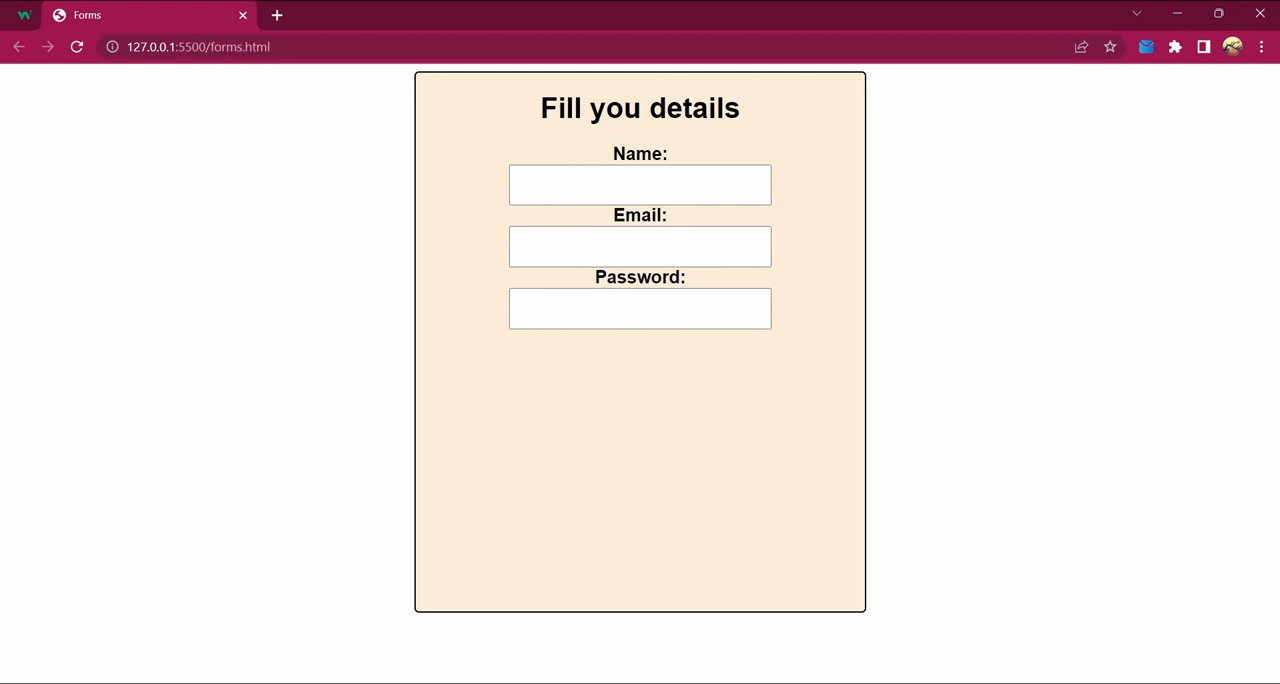 Forms
127.0.0.1:5500/forms.html
Fill you details
Name:
Email:
Password: